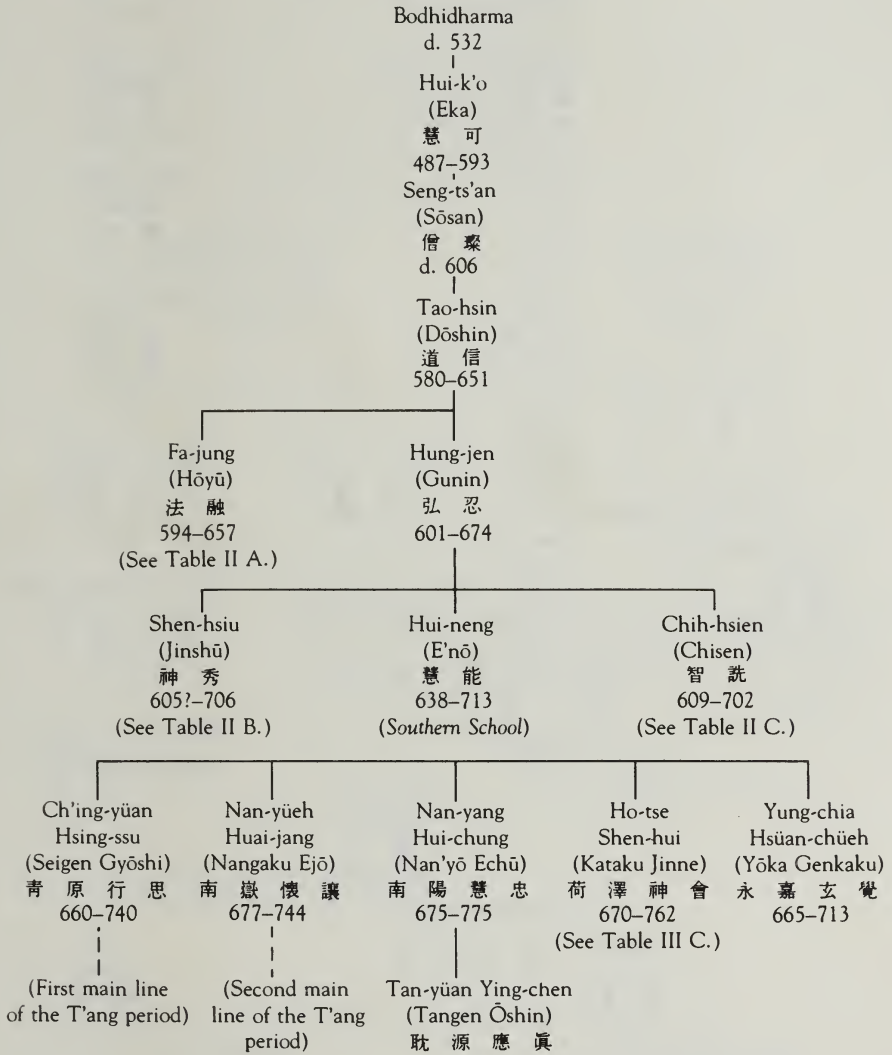 Bodhidharma
d. 532
Hui-k'o
(Eka)
慧 可
487–593
Seng-ts'an
(Sōsan)
僧 璨
d. 606
Tao-hsin
(Dōshin)
道 信
580–651
Fa-jung
(Hōyū)
法 融
594–657
(See Table II A.)
Hung-jen
(Gunin)
弘 忍
601–674
Shen-hsiu
(Jinshū)
神 秀
605?–706
(See Table II B.)
Hui-neng
(E'nō)
慧 能
638–713
(Southern School)
Chih-hsien
(Chisen)
智 詵
609–702
(See Table II C.)
Ch'ing-yüan
Hsing-ssu
(Seigen Gyōshi)
靑 原 行 思
660–740
(First main line
of the T'ang period)
Nan-yüeh
Huai-jang
(Nangaku Ejō)
南 嶽 懷 讓
677–744
(Second main
line of the T'ang
period)
Nan-yang
Hui-chung
(Nan'yō Echū)
南 陽 慧 忠
675–775
Tan-yüan Ying-chen
(Tangen Ōshin)
耽 源 應 眞
Ho-tse
Shen-hui
(Kataku Jinne)
荷 澤 神 會
670–762
(See Table III C.)
Yung-chia
Hsüan-chüeh
(Yōka Genkaku)
永 嘉 玄 覺
665–713